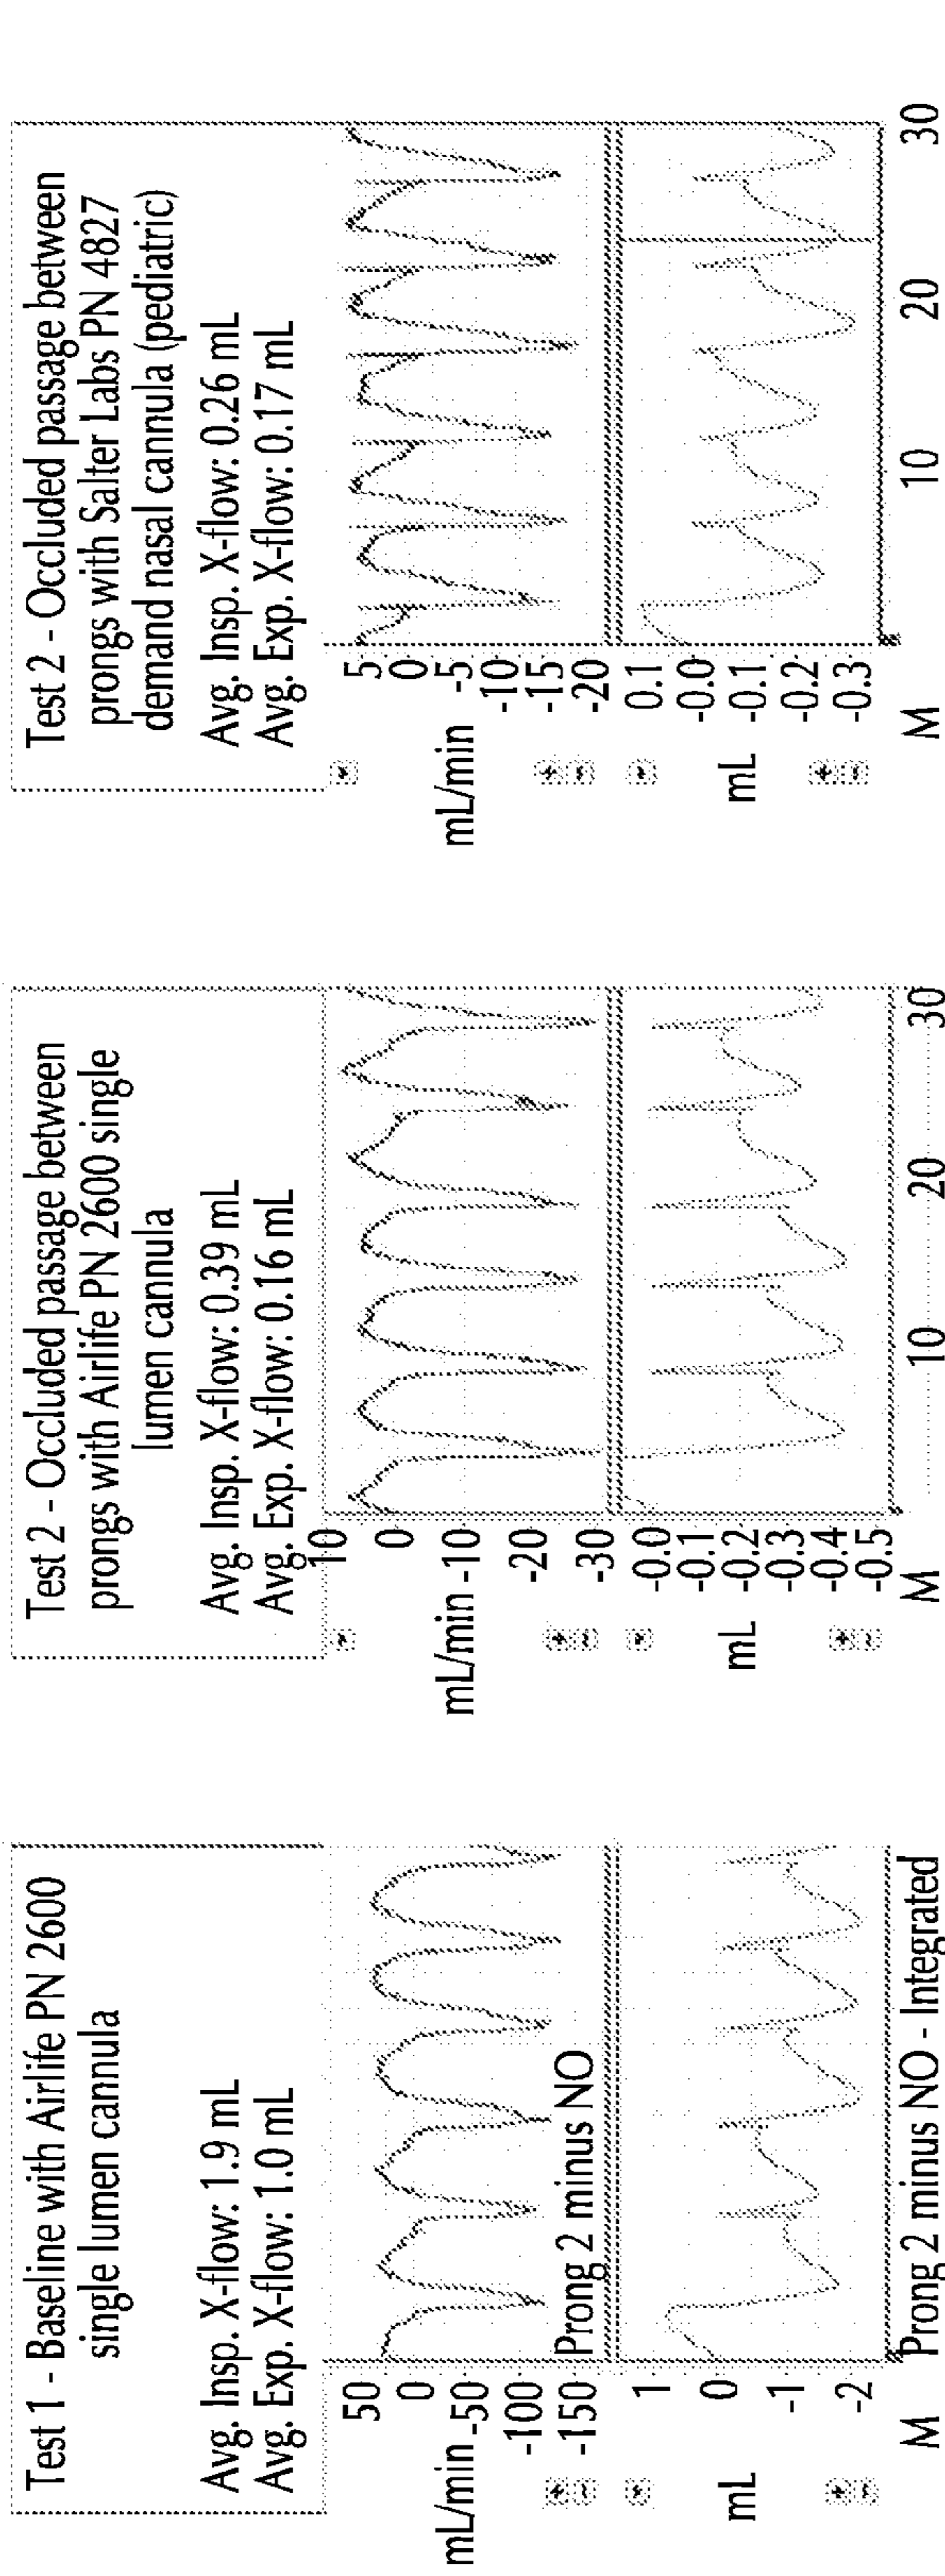 Test 1 - Baseline with Airlife PN 2600
single lumen cannula
Avg. Insp. X-flow: 1.9 mL
Avg. Exp. X-flow: 1.0 mL
50
0
mL/min -50
-100
-150
Prong 2 minus NO
1
0
mL
-1
-2
M
Prong 2 minus NO - Integrated
Test 2 - Occluded passage between
prongs with Airlife PN 2600 single
lumen cannula
Avg. Insp. X-flow: 0.39 mL
Avg. Exp. X-flow: 0.16 mL
10
0
mL/min -10
-20
-30
-0.0
-0.1
mL -0.2
-0.3
-0.4
-0.5
M
10
20
30
Test 2 - Occluded passage between
prongs with Salter Labs PN 4827
demand nasal cannula (pediatric)
Avg. Insp. X-flow: 0.26 mL
Avg. Exp. X-flow: 0.17 mL
5
0
mL/min -5
-10
-15
-20
0.1
-0.0
mL -0.1
-0.2
-0.3
M
10
20
30